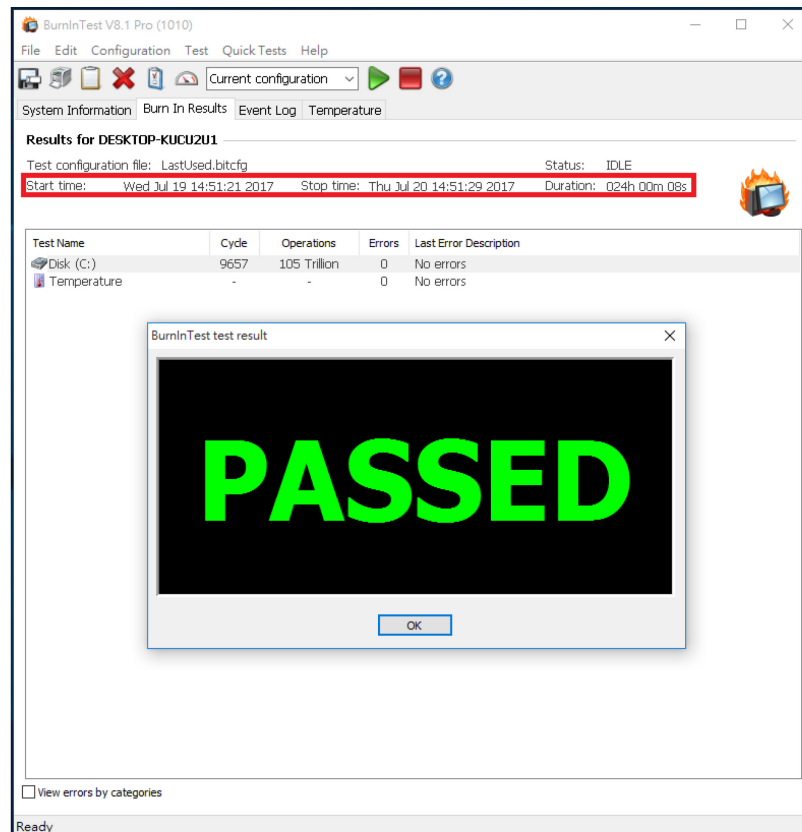 BurnInTest V8.1 Pro (1010)
File Edit Configuration Test Quick Tests Help
Current configuration
System Information Burn In Results Event Log Temperature
Results for DESKTOP-KUCU2U1
Test configuration file: LastUsed.bitcfg Status: IDLE
Start time: Wed Jul 19 14:51:21 2017 Stop time: Thu Jul 20 14:51:29 2017 Duration: 024h 00m 08s
Test Name Cycle Operations Errors Last Error Description
Disk (C:) 9657 105 Trillion 0 No errors
Temperature - - 0 No errors
BurnInTest test result
PASSED
OK
View errors by categories
Ready